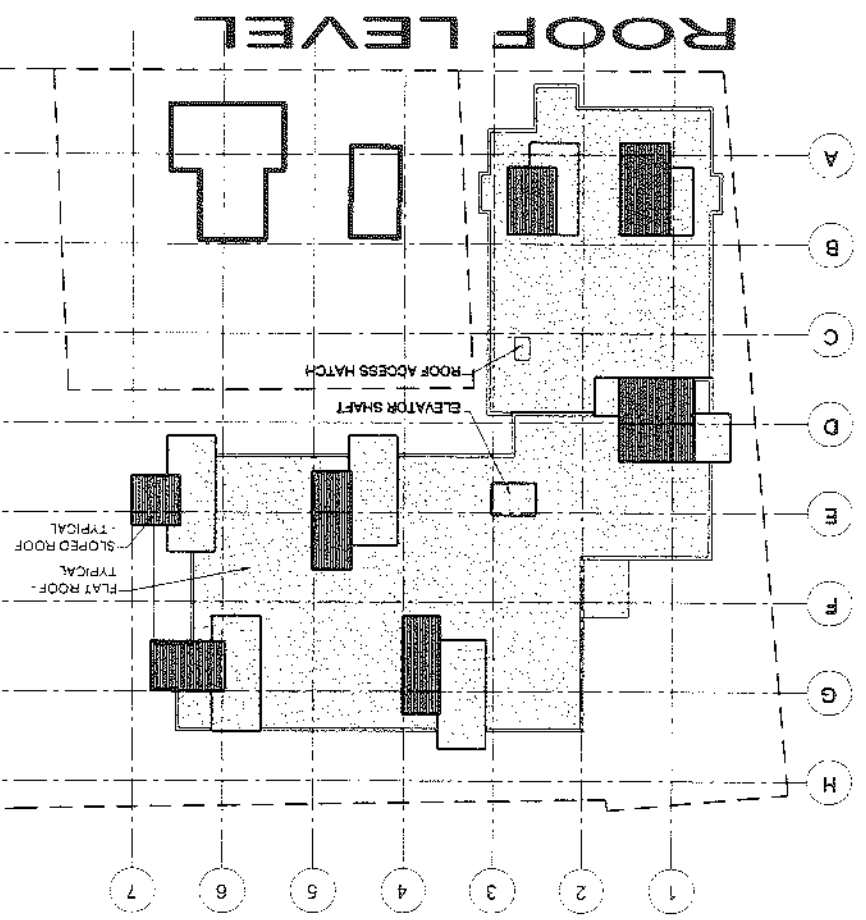 1 2 3 4 5 6 7
H
G
F
FLAT ROOF-
TYPICAL
SLOPED ROOF
- TYPICAL
E
D
ELEVATOR SHAFT
ROOF ACCESS HATCH
C
B
A
ROOF LEVEL